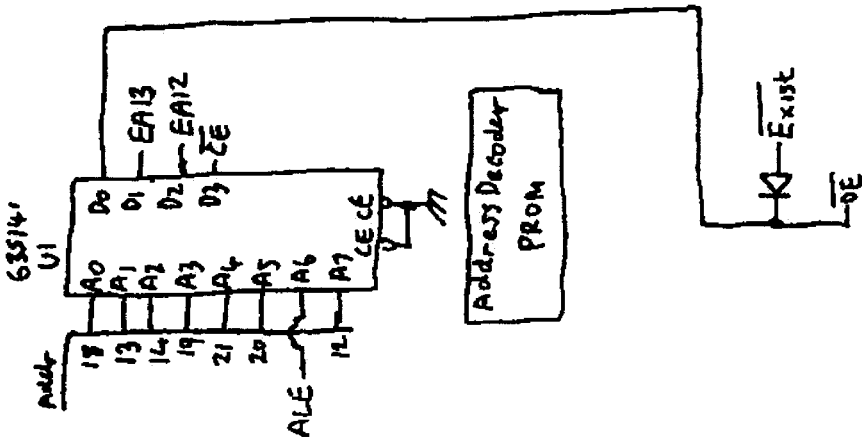 635141
U1
A0
A1
A2
A3
A4
A5
A6
A7
D0
D1
D2
D3
CE CE
EA13
EA12
CE
Addr
18
13
14
19
21
20
12
ALE
Address Decoder
PROM
Exist
OE